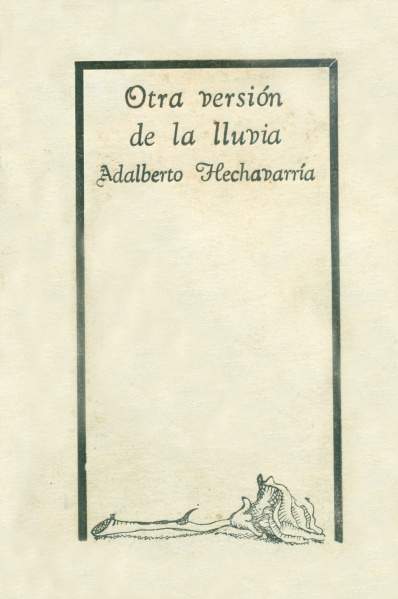 Otra versión
de la lluvia
Adalberto Hechavarría